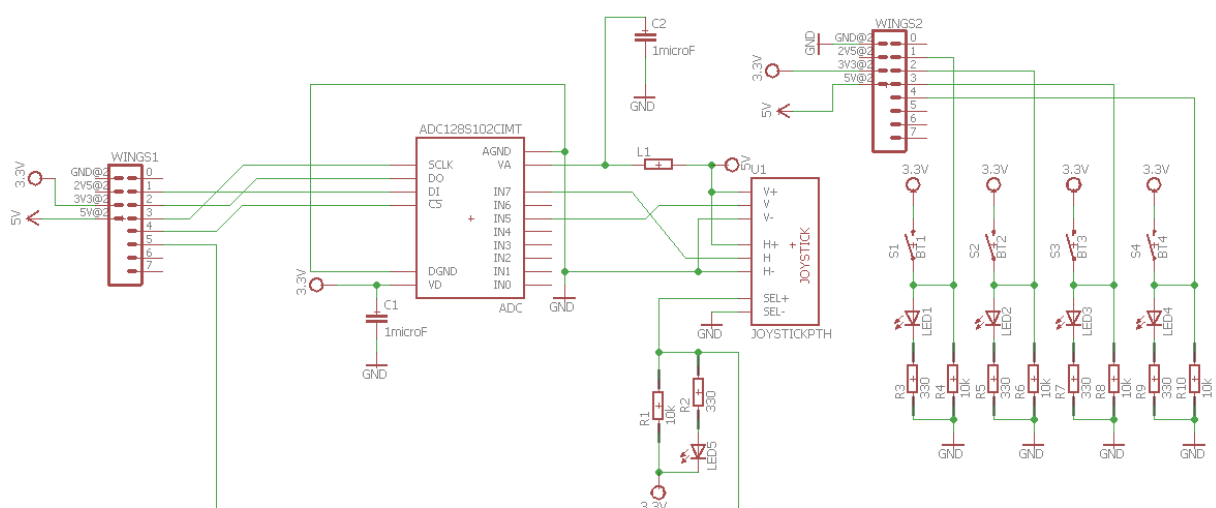 C2
1microF
GND
WINGS2
GND@2
2V5@2
3V3@2
5V@2
0
1
2
3
4
5
6
7
GND
3.3V
5V
WINGS1
GND@2
2V5@2
3V3@2
5V@2
0
1
2
3
4
5
6
7
3.3V
5V
ADC128S102CIMT
SCLK
DO
DI
CS
DGND
VD
AGND
VA
IN7
IN6
IN5
IN4
IN3
IN2
IN1
IN0
ADC
GND
3.3V
C1
1microF
GND
L1
5V
U1
V+
V
V-
H+
H
H-
SEL+
SEL-
JOYSTICK
JOYSTICKPTH
GND
R1
10k
R2
330
LED5
3.3V
3.3V
3.3V
3.3V
3.3V
S1
BT1
S2
BT2
S3
BT3
S4
BT4
LED1
LED2
LED3
LED4
R3
330
R4
10k
R5
330
R6
10k
R7
330
R8
10k
R9
330
R10
10k
GND
GND
GND
GND